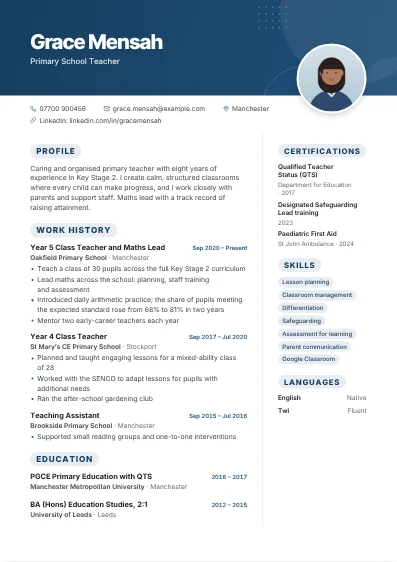 Grace Mensah
Primary School Teacher
07700 900456 grace.mensah@example.com Manchester
LinkedIn: linkedin.com/in/gracemensah
PROFILE
Caring and organised primary teacher with eight years of
experience in Key Stage 2. I create calm, structured classrooms
where every child can make progress, and I work closely with
parents and support staff. Maths lead with a track record of
raising attainment.
WORK HISTORY
Year 5 Class Teacher and Maths Lead Sep 2020 – Present
Oakfield Primary School · Manchester
• Teach a class of 30 pupils across the full Key Stage 2 curriculum
• Lead maths across the school: planning, staff training
and assessment
• Introduced daily arithmetic practice; the share of pupils meeting
the expected standard rose from 68% to 81% in two years
• Mentor two early-career teachers each year
Year 4 Class Teacher Sep 2017 – Jul 2020
St Mary's CE Primary School · Stockport
• Planned and taught engaging lessons for a mixed-ability class
of 28
• Worked with the SENCO to adapt lessons for pupils with
additional needs
• Ran the after-school gardening club
Teaching Assistant Sep 2015 – Jul 2016
Brookside Primary School · Manchester
• Supported small reading groups and one-to-one interventions
EDUCATION
PGCE Primary Education with QTS 2016 – 2017
Manchester Metropolitan University · Manchester
BA (Hons) Education Studies, 2:1 2012 – 2015
University of Leeds · Leeds
CERTIFICATIONS
Qualified Teacher
Status (QTS)
Department for Education
· 2017
Designated Safeguarding
Lead training
2023
Paediatric First Aid
St John Ambulance · 2024
SKILLS
Lesson planning
Classroom management
Differentiation
Safeguarding
Assessment for learning
Parent communication
Google Classroom
LANGUAGES
English Native
Twi Fluent